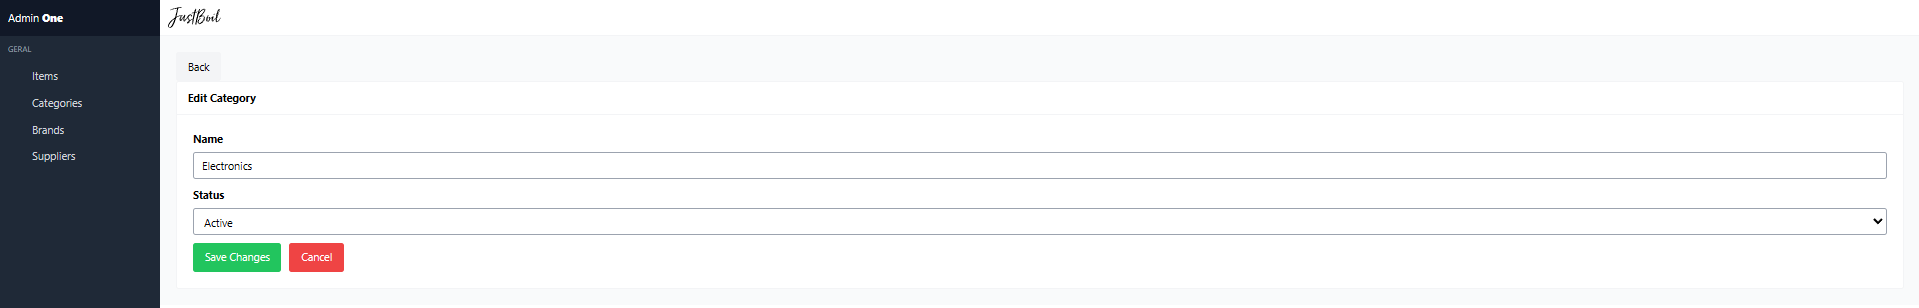 Admin One
JustBoil
GERAL
Items
Categories
Brands
Suppliers
Back
Edit Category
Name
Electronics
Status
Active
Save Changes
Cancel